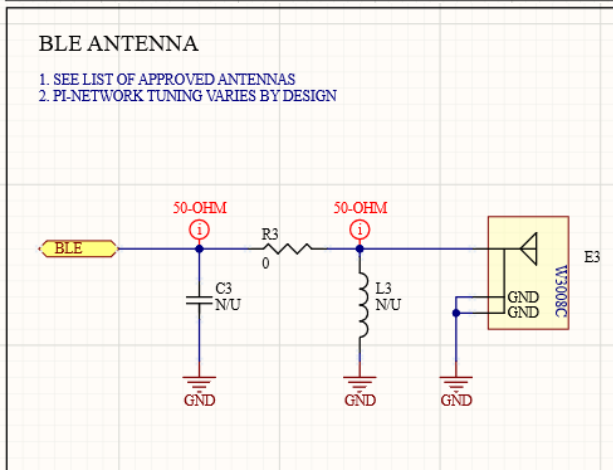 BLE ANTENNA
1. SEE LIST OF APPROVED ANTENNAS
2. PI-NETWORK TUNING VARIES BY DESIGN
50-OHM
50-OHM
i
i
R3
0
BLE
E3
C3
N/U
L3
N/U
GND
GND
W3008C
GND
GND
GND